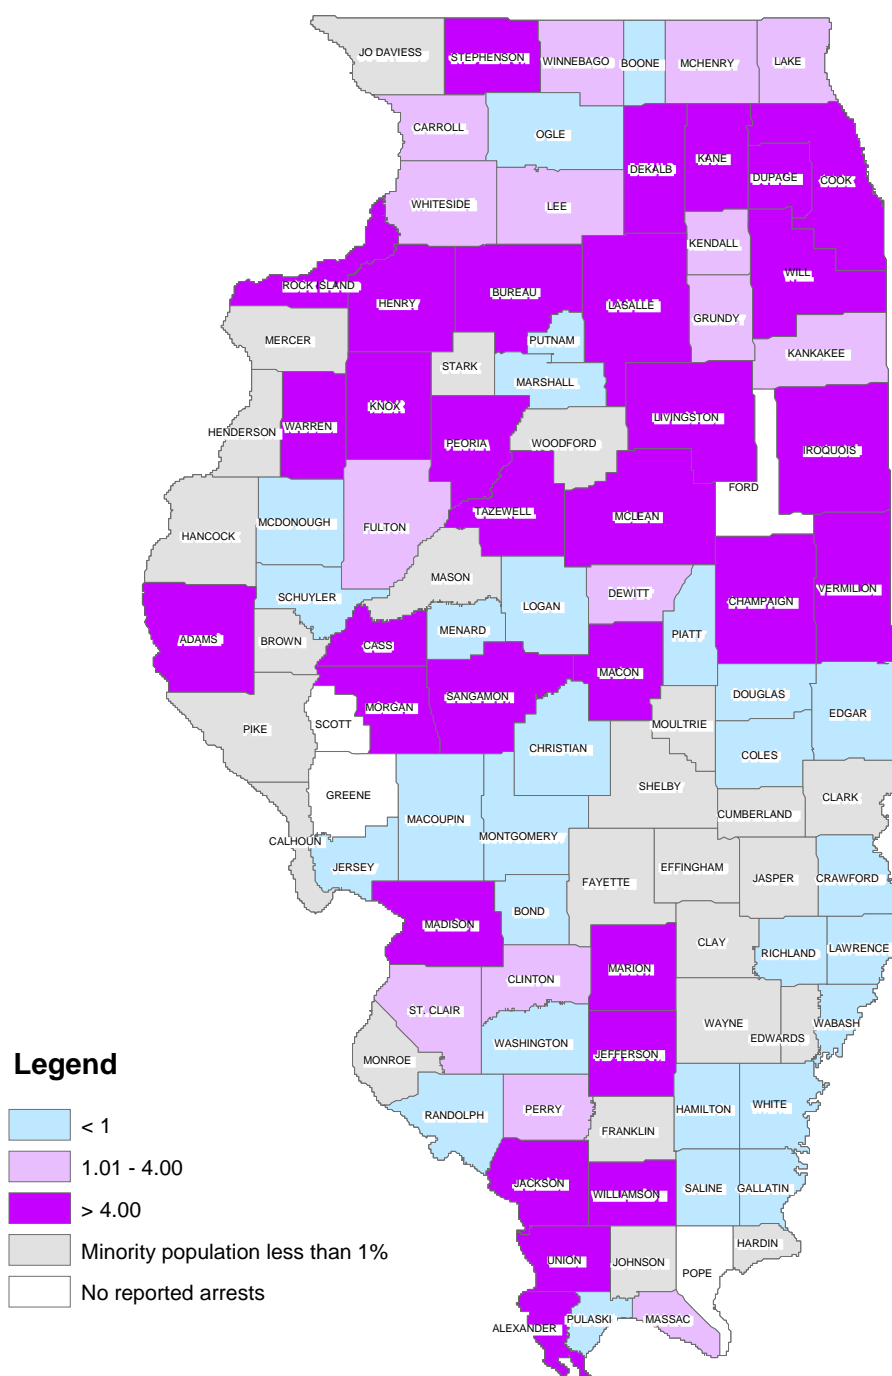 JO DAVIESS
STEPHENSON
WINNEBAGO
BOONE
MCHENRY
LAKE
CARROLL
OGLE
DEKALB
KANE
DUPAGE
COOK
WHITESIDE
LEE
KENDALL
WILL
ROCK ISLAND
HENRY
BUREAU
LASALLE
GRUNDY
MERCER
PUTNAM
KANKAKEE
STARK
MARSHALL
HENDERSON
WARREN
KNOX
PEORIA
WOODFORD
LIVINGSTON
IROQUOIS
FORD
HANCOCK
MCDONOUGH
FULTON
TAZEWELL
MCLEAN
MASON
SCHUYLER
LOGAN
DEWITT
CHAMPAIGN
VERMILION
ADAMS
BROWN
CASS
MENARD
PIATT
MACON
PIKE
SCOTT
MORGAN
SANGAMON
MOULTRIE
DOUGLAS
EDGAR
CHRISTIAN
COLES
GREENE
SHELBY
CUMBERLAND
CLARK
CALHOUN
JERSEY
MACOUPIN
MONTGOMERY
FAYETTE
EFFINGHAM
JASPER
CRAWFORD
MADISON
BOND
CLAY
RICHLAND
LAWRENCE
CLINTON
MARION
ST. CLAIR
WAYNE
EDWARDS
WABASH
MONROE
WASHINGTON
JEFFERSON
RANDOLPH
PERRY
FRANKLIN
HAMILTON
WHITE
JACKSON
WILLIAMSON
SALINE
GALLATIN
UNION
JOHNSON
POPE
HARDIN
ALEXANDER
PULASKI
MASSAC
Legend
< 1
1.01 - 4.00
> 4.00
Minority population less than 1%
No reported arrests